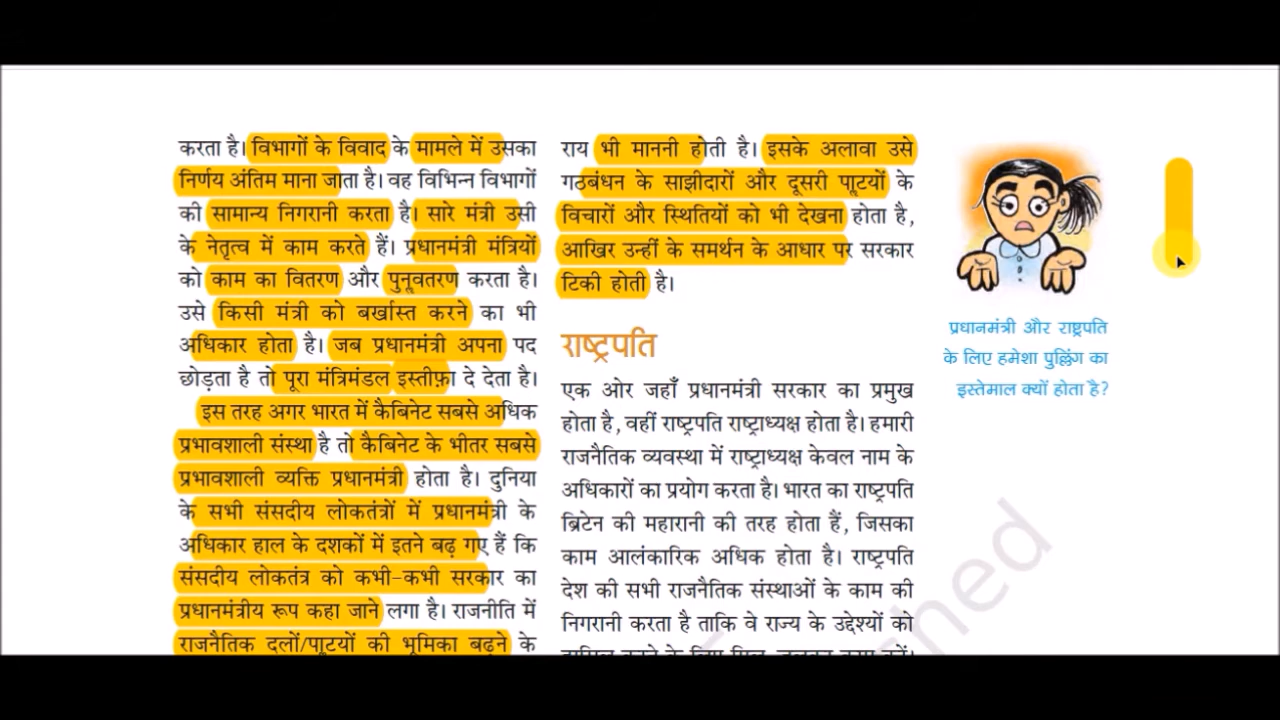 करता है। विभागों के विवाद के मामले में उसका
निर्णय अंतिम माना जाता है। वह विभिन्न विभागों
की सामान्य निगरानी करता है। सारे मंत्री उसी
के नेतृत्व में काम करते हैं। प्रधानमंत्री मंत्रियों
को काम का वितरण और पुनॢवतरण करता है।
उसे किसी मंत्री को बर्खास्त करने का भी
अधिकार होता है। जब प्रधानमंत्री अपना पद
छोड़ता है तो पूरा मंत्रिमंडल इस्तीफ़ा दे देता है।
इस तरह अगर भारत में कैबिनेट सबसे अधिक
प्रभावशाली संस्था है तो कैबिनेट के भीतर सबसे
प्रभावशाली व्यक्ति प्रधानमंत्री होता है। दुनिया
के सभी संसदीय लोकतंत्रों में प्रधानमंत्री के
अधिकार हाल के दशकों में इतने बढ़ गए हैं कि
संसदीय लोकतंत्र को कभी-कभी सरकार का
प्रधानमंत्रीय रूप कहा जाने लगा है। राजनीति में
राजनैतिक दलों/पाॢटयों की भूमिका बढ़ने के
राय भी माननी होती है। इसके अलावा उसे
गठबंधन के साझीदारों और दूसरी पाॢटयों के
विचारों और स्थितियों को भी देखना होता है,
आखिर उन्हीं के समर्थन के आधार पर सरकार
टिकी होती है।
राष्ट्रपति
एक ओर जहाँ प्रधानमंत्री सरकार का प्रमुख
होता है, वहीं राष्ट्रपति राष्ट्राध्यक्ष होता है। हमारी
राजनैतिक व्यवस्था में राष्ट्राध्यक्ष केवल नाम के
अधिकारों का प्रयोग करता है। भारत का राष्ट्रपति
ब्रिटेन की महारानी की तरह होता हैं, जिसका
काम आलंकारिक अधिक होता है। राष्ट्रपति
देश की सभी राजनैतिक संस्थाओं के काम की
निगरानी करता है ताकि वे राज्य के उद्देश्यों को
प्रधानमंत्री और राष्ट्रपति
के लिए हमेशा पुल्लिंग का
इस्तेमाल क्यों होता है?